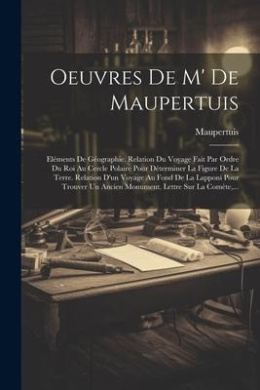 Oeuvres De M' De
Maupertuis
Maupertuis
Eléments De Géographie. Relation Du Voyage Fait Par Ordre
Du Roi Au Cercle Polaire Pour Déterminer La Figure De La
Terre. Relation D'un Voyage Au Fond De La Lapponi Pour
Trouver Un Ancien Monument. Lettre Sur La Comète,...